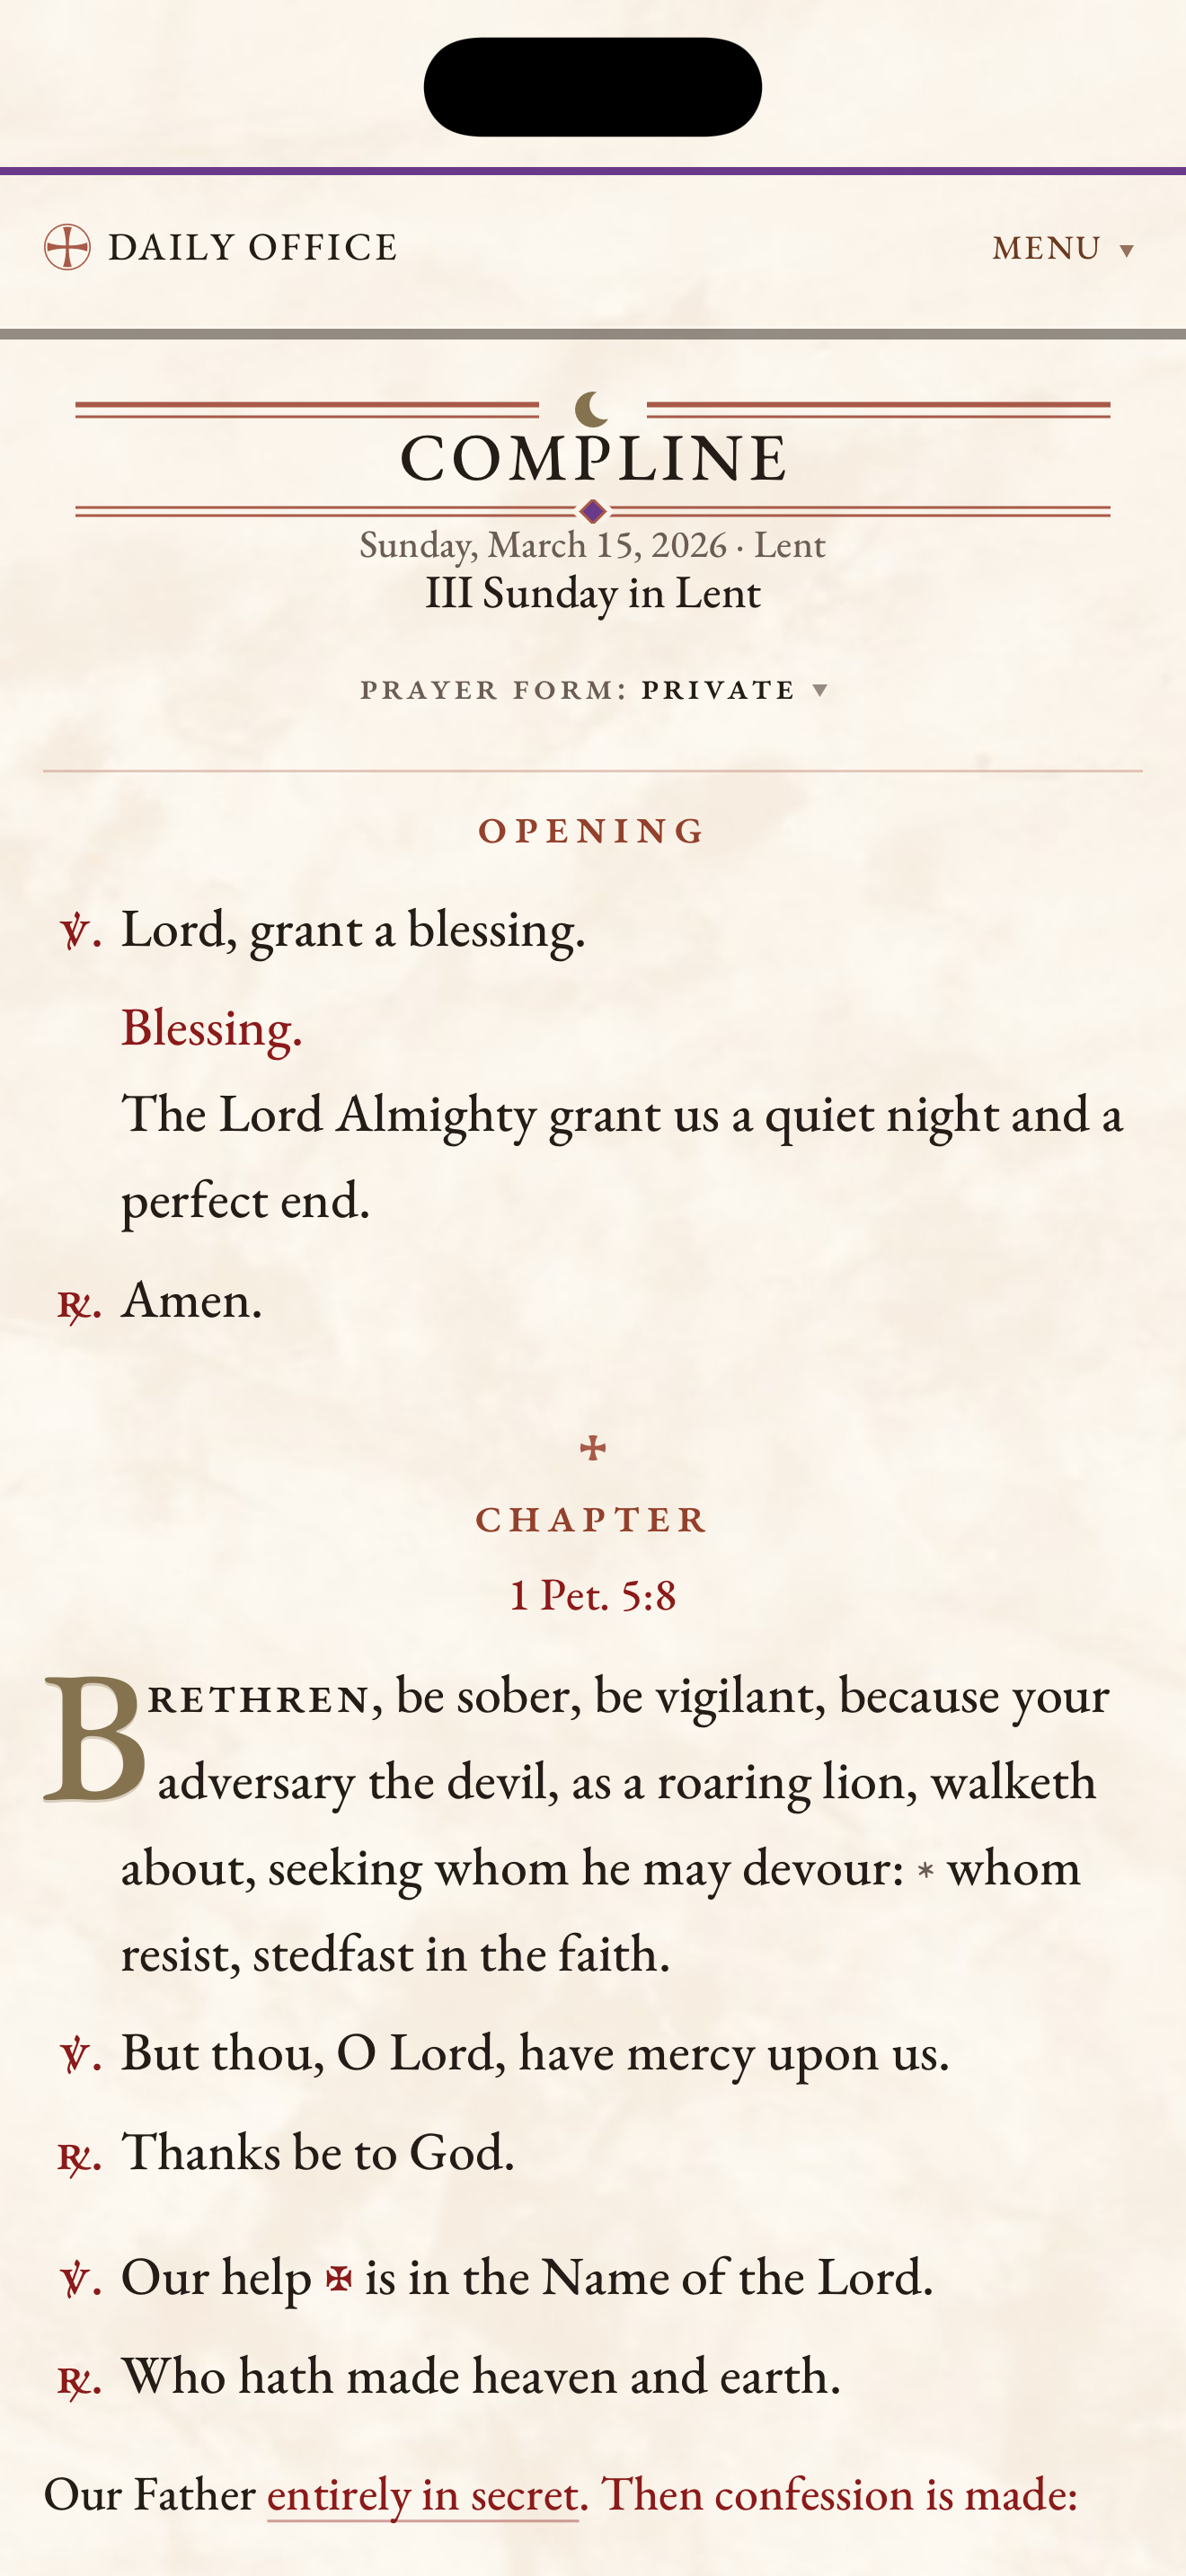 DAILY OFFICE
MENU ▼
COMPLINE
Sunday, March 15, 2026 · Lent
III Sunday in Lent
PRAYER FORM: PRIVATE ▼
OPENING
℣. Lord, grant a blessing.
Blessing.
The Lord Almighty grant us a quiet night and a
perfect end.
℟. Amen.
✠
CHAPTER
1 Pet. 5:8
BRETHREN, be sober, be vigilant, because your
adversary the devil, as a roaring lion, walketh
about, seeking whom he may devour: * whom
resist, stedfast in the faith.
℣. But thou, O Lord, have mercy upon us.
℟. Thanks be to God.
℣. Our help ✠ is in the Name of the Lord.
℟. Who hath made heaven and earth.
Our Father entirely in secret. Then confession is made: